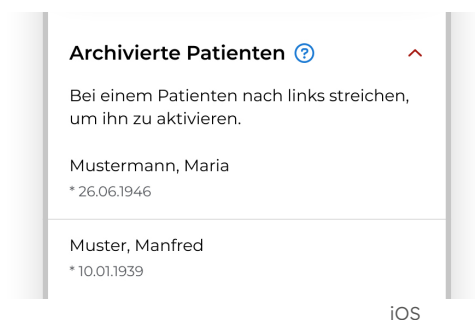 Archivierte Patienten ?
Bei einem Patienten nach links streichen,
um ihn zu aktivieren.
Mustermann, Maria
* 26.06.1946
Muster, Manfred
* 10.01.1939
iOS